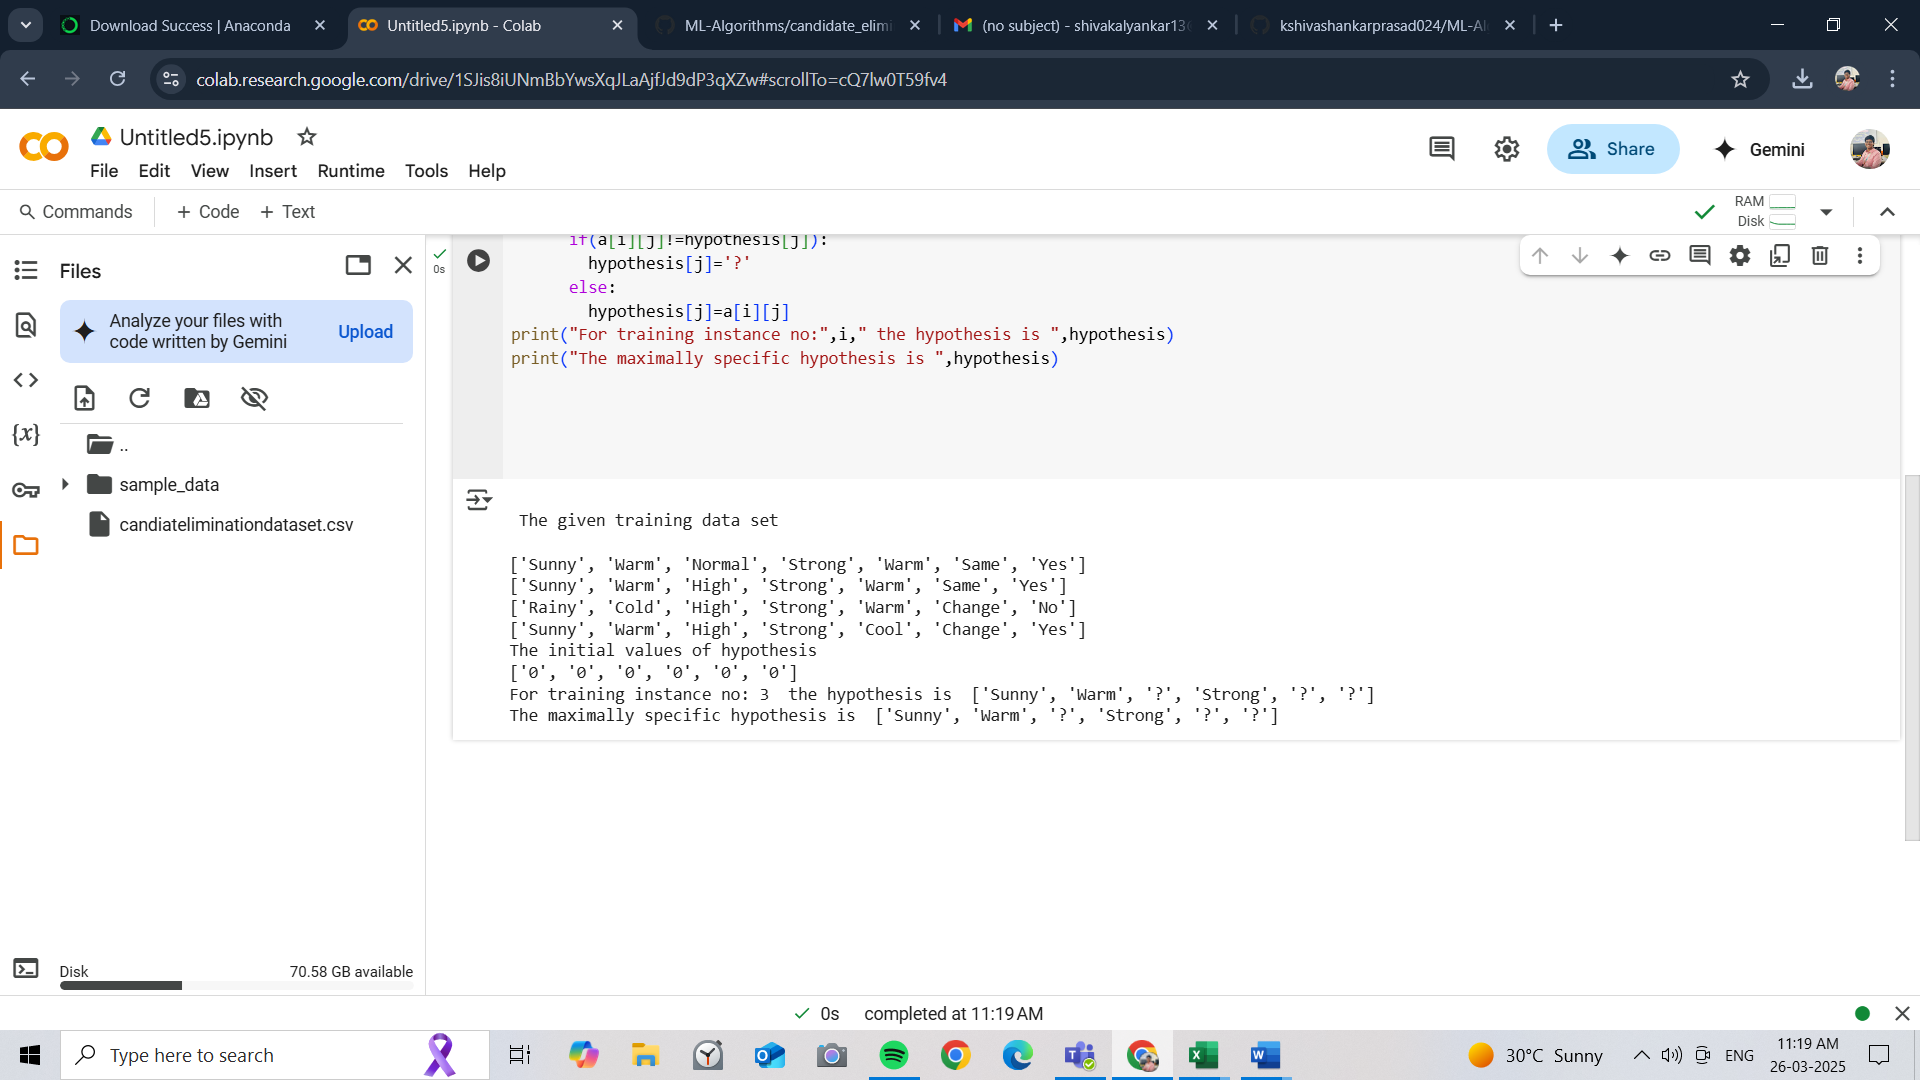 Download Success | Anaconda
Untitled5.ipynb - Colab
ML-Algorithms/candidate_elimi
(no subject) - shivakalyankar136
kshivashankarprasad024/ML-Al
colab.research.google.com/drive/1SJis8iUNmBbYwsXqJLaAjfJd9dP3qXZw#scrollTo=cQ7lw0T59fv4
CO
Untitled5.ipynb
File Edit View Insert Runtime Tools Help
Share
Gemini
Commands + Code + Text
RAM
Disk
Files
Analyze your files with
code written by Gemini
Upload
{x}
..
sample_data
candiateliminationdataset.csv
Disk
70.58 GB available
0s
if(a[i][j]!=hypothesis[j]):
hypothesis[j]='?'
else:
hypothesis[j]=a[i][j]
print("For training instance no:",i," the hypothesis is ",hypothesis)
print("The maximally specific hypothesis is ",hypothesis)
The given training data set
['Sunny', 'Warm', 'Normal', 'Strong', 'Warm', 'Same', 'Yes']
['Sunny', 'Warm', 'High', 'Strong', 'Warm', 'Same', 'Yes']
['Rainy', 'Cold', 'High', 'Strong', 'Warm', 'Change', 'No']
['Sunny', 'Warm', 'High', 'Strong', 'Cool', 'Change', 'Yes']
The initial values of hypothesis
['0', '0', '0', '0', '0', '0']
For training instance no: 3  the hypothesis is  ['Sunny', 'Warm', '?', 'Strong', '?', '?']
The maximally specific hypothesis is  ['Sunny', 'Warm', '?', 'Strong', '?', '?']
0s completed at 11:19 AM
Type here to search
30°C Sunny
ENG
11:19 AM
26-03-2025